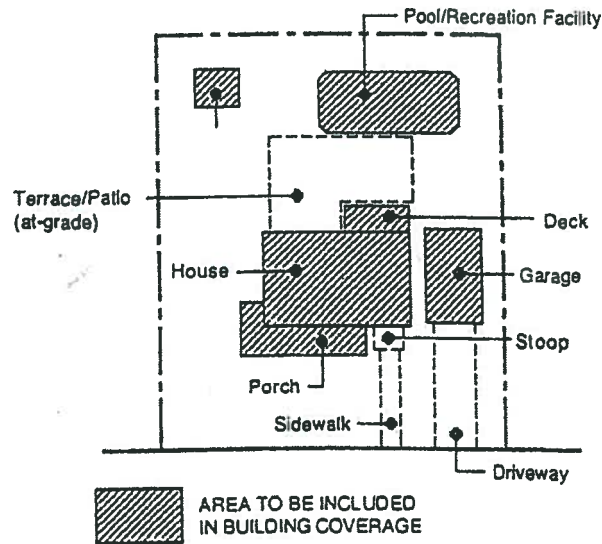 Pool/Recreation Facility
Terrace/Patio
(at-grade)
Deck
House
Garage
Stoop
Porch
Sidewalk
Driveway
AREA TO BE INCLUDED
IN BUILDING COVERAGE